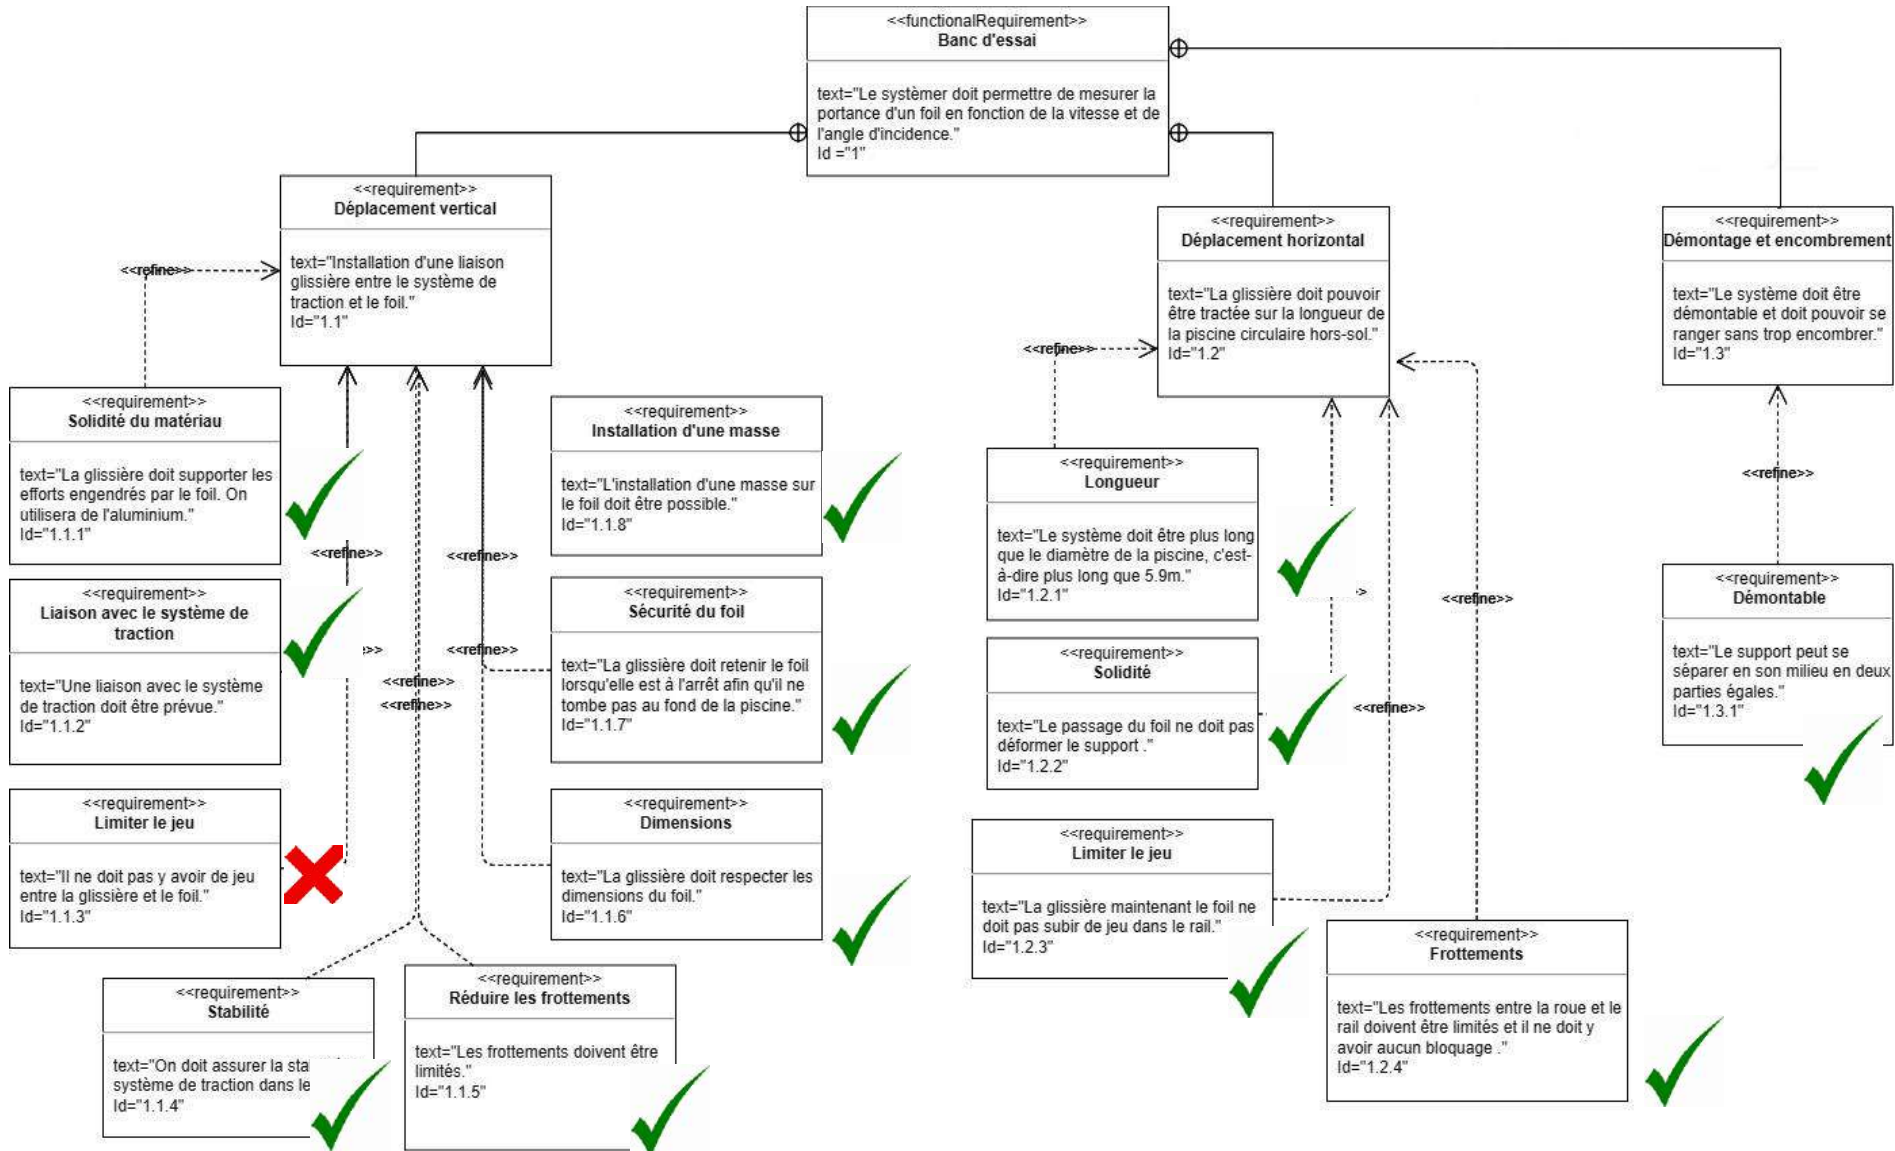 <<functionalRequirement>>
Banc d'essai
text="Le systèmer doit permettre de mesurer la
portance d'un foil en fonction de la vitesse et de
l'angle d'incidence."
Id ="1"
<<requirement>>
Déplacement vertical
text="Installation d'une liaison
glissière entre le système de
traction et le foil."
Id="1.1"
<<requirement>>
Déplacement horizontal
text="La glissière doit pouvoir
être tractée sur la longueur de
la piscine circulaire hors-sol."
Id="1.2"
<<requirement>>
Démontage et encombrement
text="Le système doit être
démontable et doit pouvoir se
ranger sans trop encombrer."
Id="1.3"
<<refine>>
<<refine>>
<<requirement>>
Solidité du matériau
text="La glissière doit supporter les
efforts engendrés par le foil. On
utilisera de l'aluminium."
Id="1.1.1"
<<requirement>>
Installation d'une masse
text="L'installation d'une masse sur
le foil doit être possible."
Id="1.1.8"
<<requirement>>
Longueur
text="Le système doit être plus long
que le diamètre de la piscine, c'est-
à-dire plus long que 5.9m."
Id="1.2.1"
<<refine>>
<<refine>>
<<refine>>
<<refine>>
>>
<<requirement>>
Liaison avec le système de
traction
text="Une liaison avec le système
de traction doit être prévue."
Id="1.1.2"
<<requirement>>
Sécurité du foil
text="La glissière doit retenir le foil
lorsqu'elle est à l'arrêt afin qu'il ne
tombe pas au fond de la piscine."
Id="1.1.7"
<<requirement>>
Démontable
text="Le support peut se
séparer en son milieu en deux
parties égales."
Id="1.3.1"
>>
<<refine>>
<<refine>>
<<refine>>
<<requirement>>
Solidité
text="Le passage du foil ne doit pas
déformer le support ."
Id="1.2.2"
<<refine>>
<<requirement>>
Limiter le jeu
text="Il ne doit pas y avoir de jeu
entre la glissière et le foil."
Id="1.1.3"
<<requirement>>
Dimensions
text="La glissière doit respecter les
dimensions du foil."
Id="1.1.6"
<<requirement>>
Limiter le jeu
text="La glissière maintenant le foil ne
doit pas subir de jeu dans le rail."
Id="1.2.3"
<<requirement>>
Frottements
text="Les frottements entre la roue et le
rail doivent être limités et il ne doit y
avoir aucun bloquage ."
Id="1.2.4"
<<requirement>>
Stabilité
text="On doit assurer la sta
système de traction dans le
Id="1.1.4"
<<requirement>>
Réduire les frottements
text="Les frottements doivent être
limités."
Id="1.1.5"